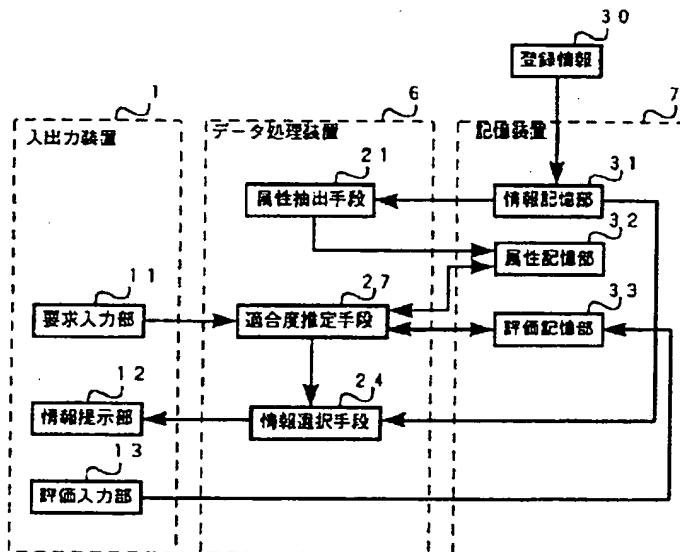 30
登録情報
1
6
7
入出力装置
データ処理装置
記憶装置
21
31
属性抽出手段
情報記憶部
32
属性記憶部
11
27
33
要求入力部
適合度推定手段
評価記憶部
12
24
情報提示部
情報選択手段
13
評価入力部